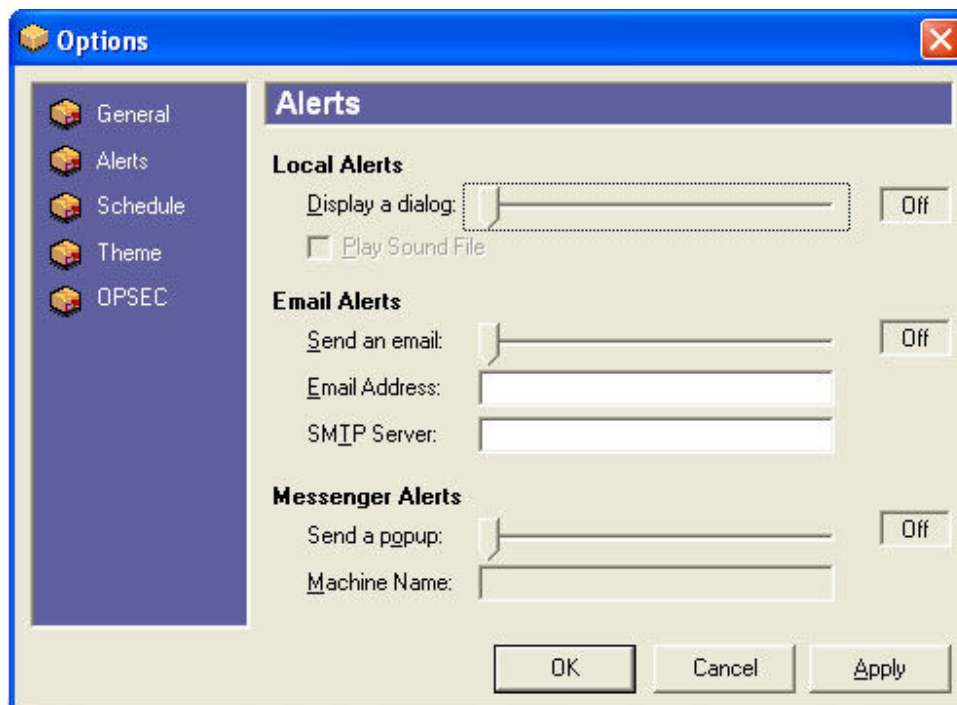 Options
General
Alerts
Schedule
Theme
OPSEC
Alerts
Local Alerts
Display a dialog:
Off
Play Sound File
Email Alerts
Send an email:
Off
Email Address:
SMTP Server:
Messenger Alerts
Send a popup:
Off
Machine Name:
OK
Cancel
Apply